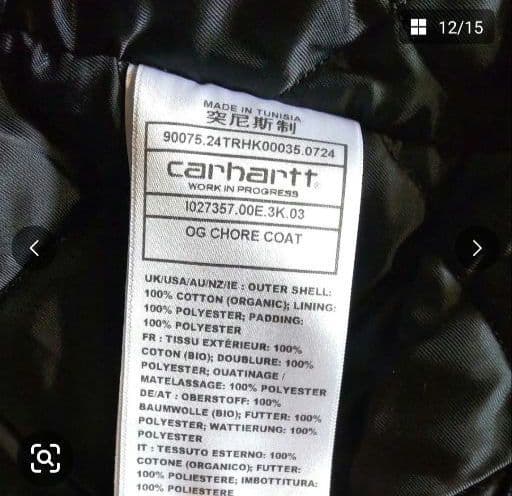 12/15
MADE IN TUNISIA
突尼斯制
90075.24TRHK00035.0724
carhartt
WORK IN PROGRESS
I027357.00E.3K.03
OG CHORE COAT
UK/USA/AU/NZ/IE : OUTER SHELL:
100% COTTON (ORGANIC); LINING:
100% POLYESTER; PADDING:
100% POLYESTER
FR : TISSU EXTÉRIEUR: 100%
COTON (BIO); DOUBLURE: 100%
POLYESTER; OUATINAGE /
MATELASSAGE: 100% POLYESTER
DE/AT : OBERSTOFF: 100%
BAUMWOLLE (BIO); FUTTER: 100%
POLYESTER; WATTIERUNG: 100%
POLYESTER
IT : TESSUTO ESTERNO: 100%
COTONE (ORGANICO); FUTTER:
100% POLIESTERE; IMBOTTITURA:
100% POLIESTERE